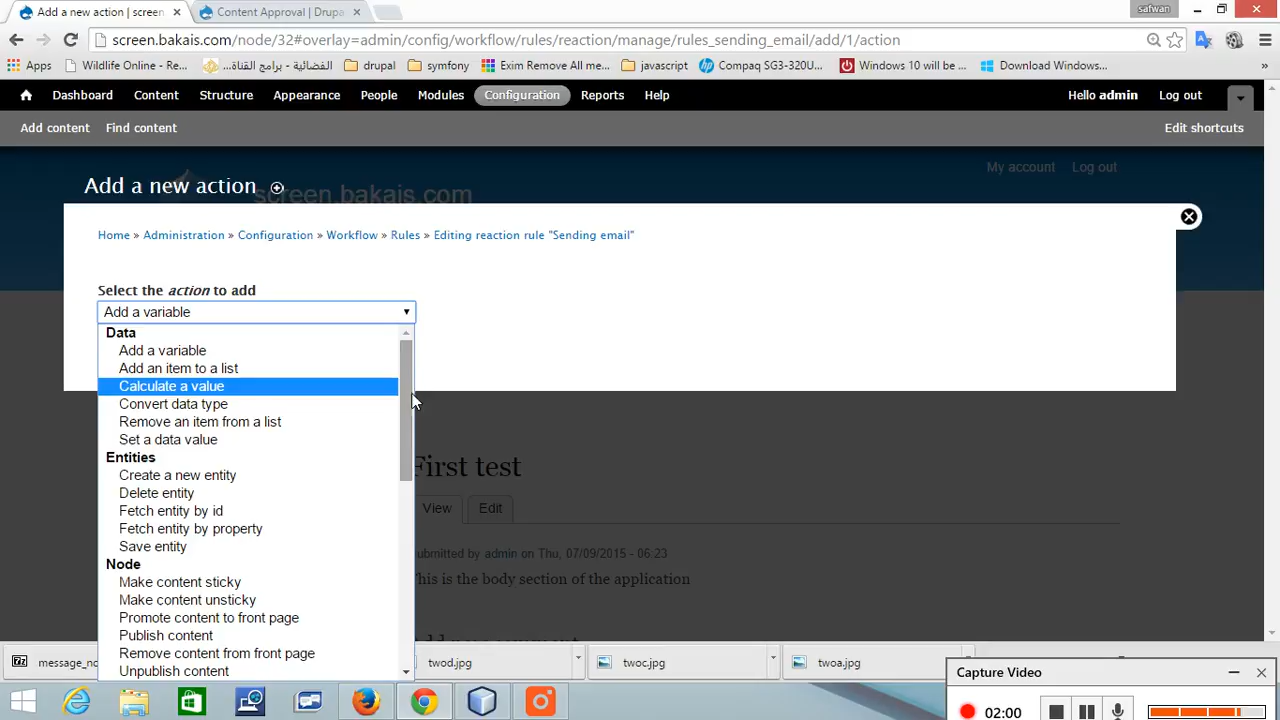 Add a new action | screen
Content Approval | Drupa
safwan
screen.bakais.com/node/32#overlay=admin/config/workflow/rules/reaction/manage/rules_sending_email/add/1/action
Apps
Wildlife Online - Re...
الفضائية - برامج القناة...
drupal
symfony
Exim Remove All me...
javascript
Compaq SG3-320U...
Windows 10 will be ...
Download Windows...
»
Dashboard Content Structure Appearance People Modules Configuration Reports Help
Hello admin Log out
Add content Find content
Edit shortcuts
My account Log out
Add a new action
screen.bakais.com
Home » Administration » Configuration » Workflow » Rules » Editing reaction rule "Sending email"
Select the action to add
Add a variable
Data
Add a variable
Add an item to a list
Calculate a value
Convert data type
Remove an item from a list
Set a data value
Entities
Create a new entity
Delete entity
Fetch entity by id
Fetch entity by property
Save entity
Node
Make content sticky
Make content unsticky
Promote content to front page
Publish content
Remove content from front page
Unpublish content
First test
View Edit
ubmitted by admin on Thu, 07/09/2015 - 06:23
his is the body section of the application
message_no
twod.jpg
twoc.jpg
twoa.jpg
Capture Video
02:00